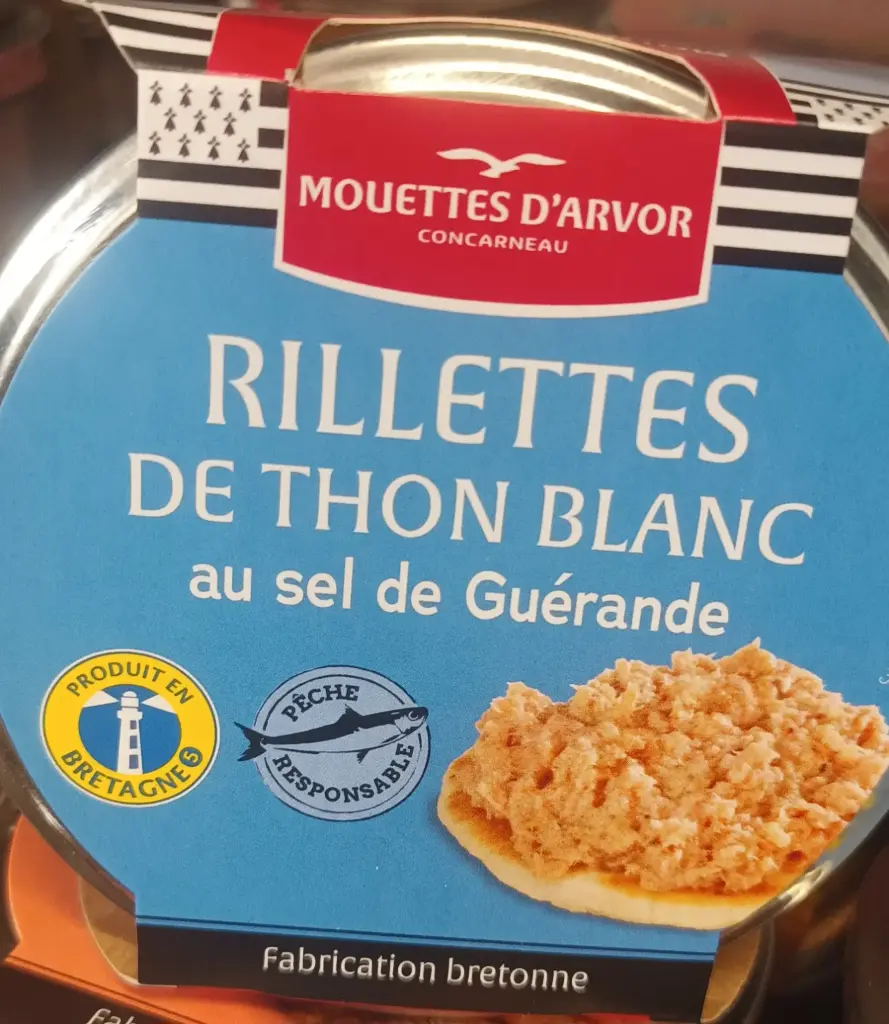 MOUETTES D'ARVOR
CONCARNEAU
RILLETTES
DE THON BLANC
au sel de Guérande
PRODUIT EN
BRETAGNE
PÊCHE
RESPONSABLE
Fabrication bretonne